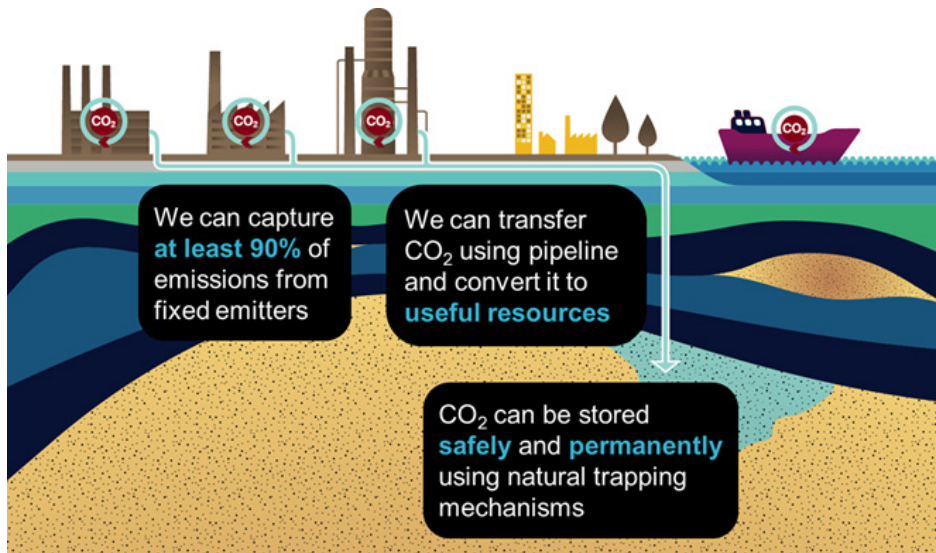 CO₂
CO₂
CO₂
CO₂
We can capture
at least 90% of
emissions from
fixed emitters
We can transfer
CO₂ using pipeline
and convert it to
useful resources
CO₂ can be stored
safely and permanently
using natural trapping
mechanisms